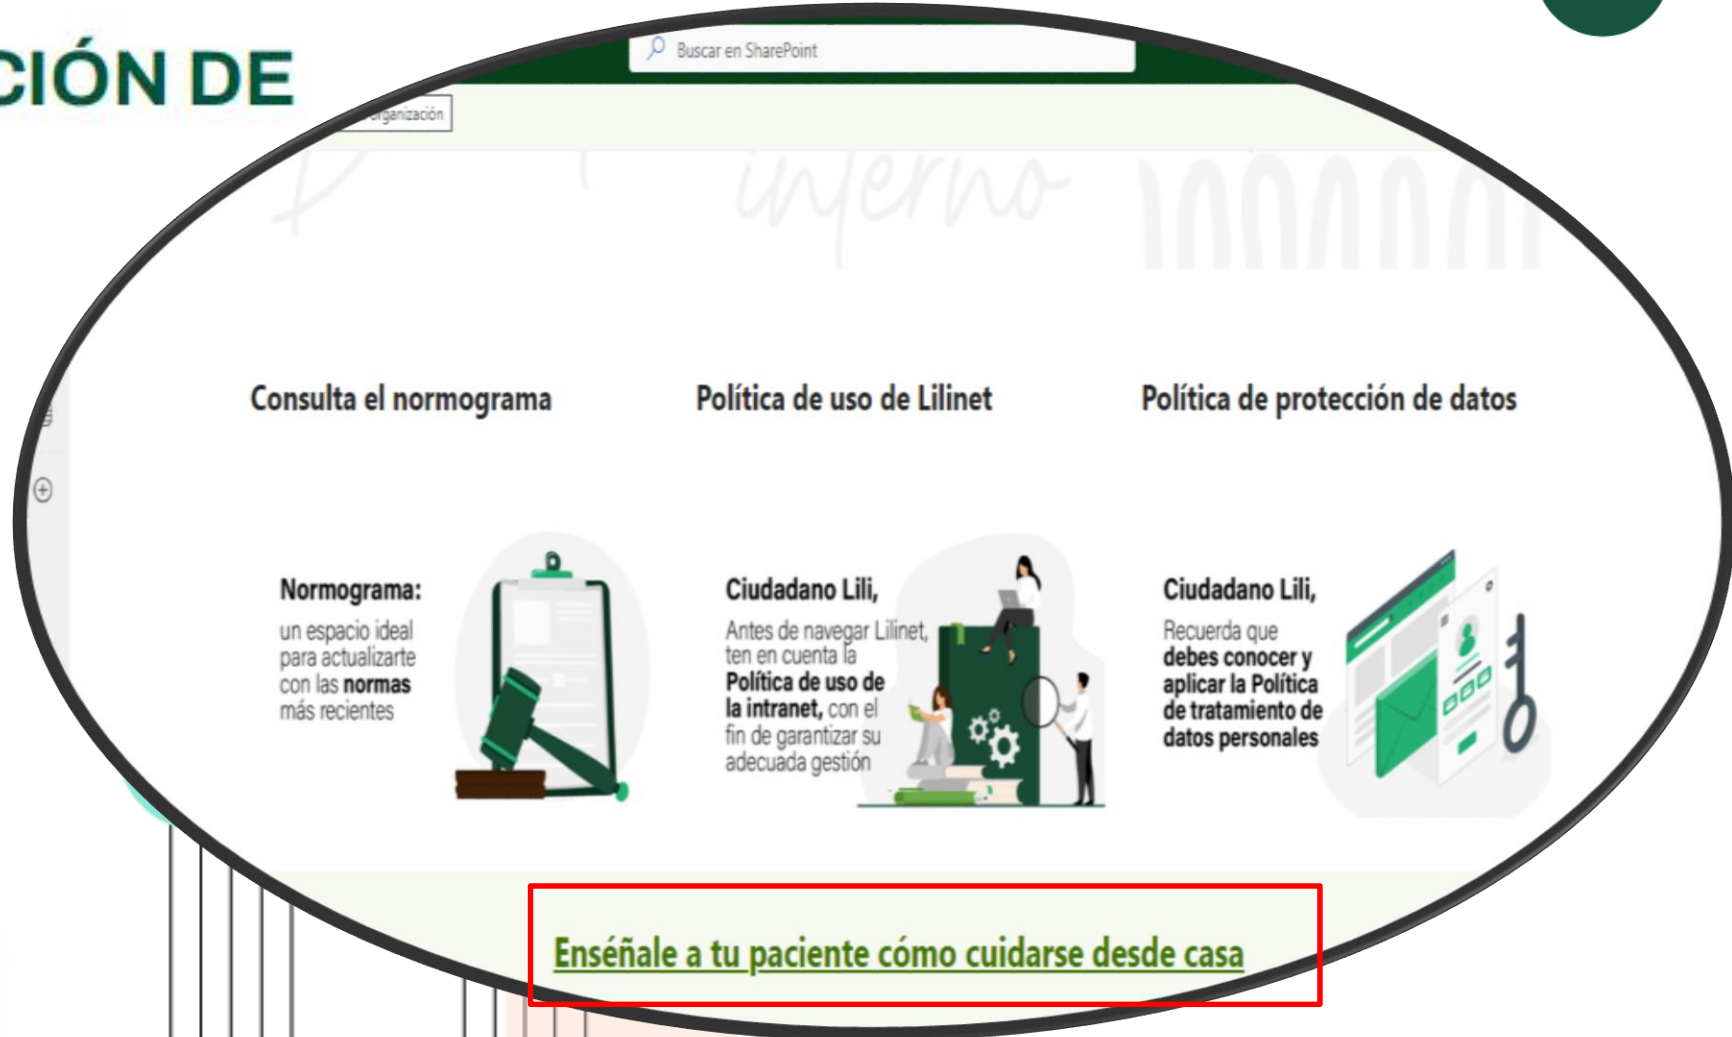 CIÓN DE
Buscar en SharePoint
organización
interno
Consulta el normograma
Política de uso de Lilinet
Política de protección de datos
Normograma:
un espacio ideal
para actualizarte
con las normas
más recientes
Ciudadano Lili,
Antes de navegar Lilinet,
ten en cuenta la
Política de uso de
la intranet, con el
fin de garantizar su
adecuada gestión
Ciudadano Lili,
Recuerda que
debes conocer y
aplicar la Política
de tratamiento de
datos personales
Enséñale a tu paciente cómo cuidarse desde casa